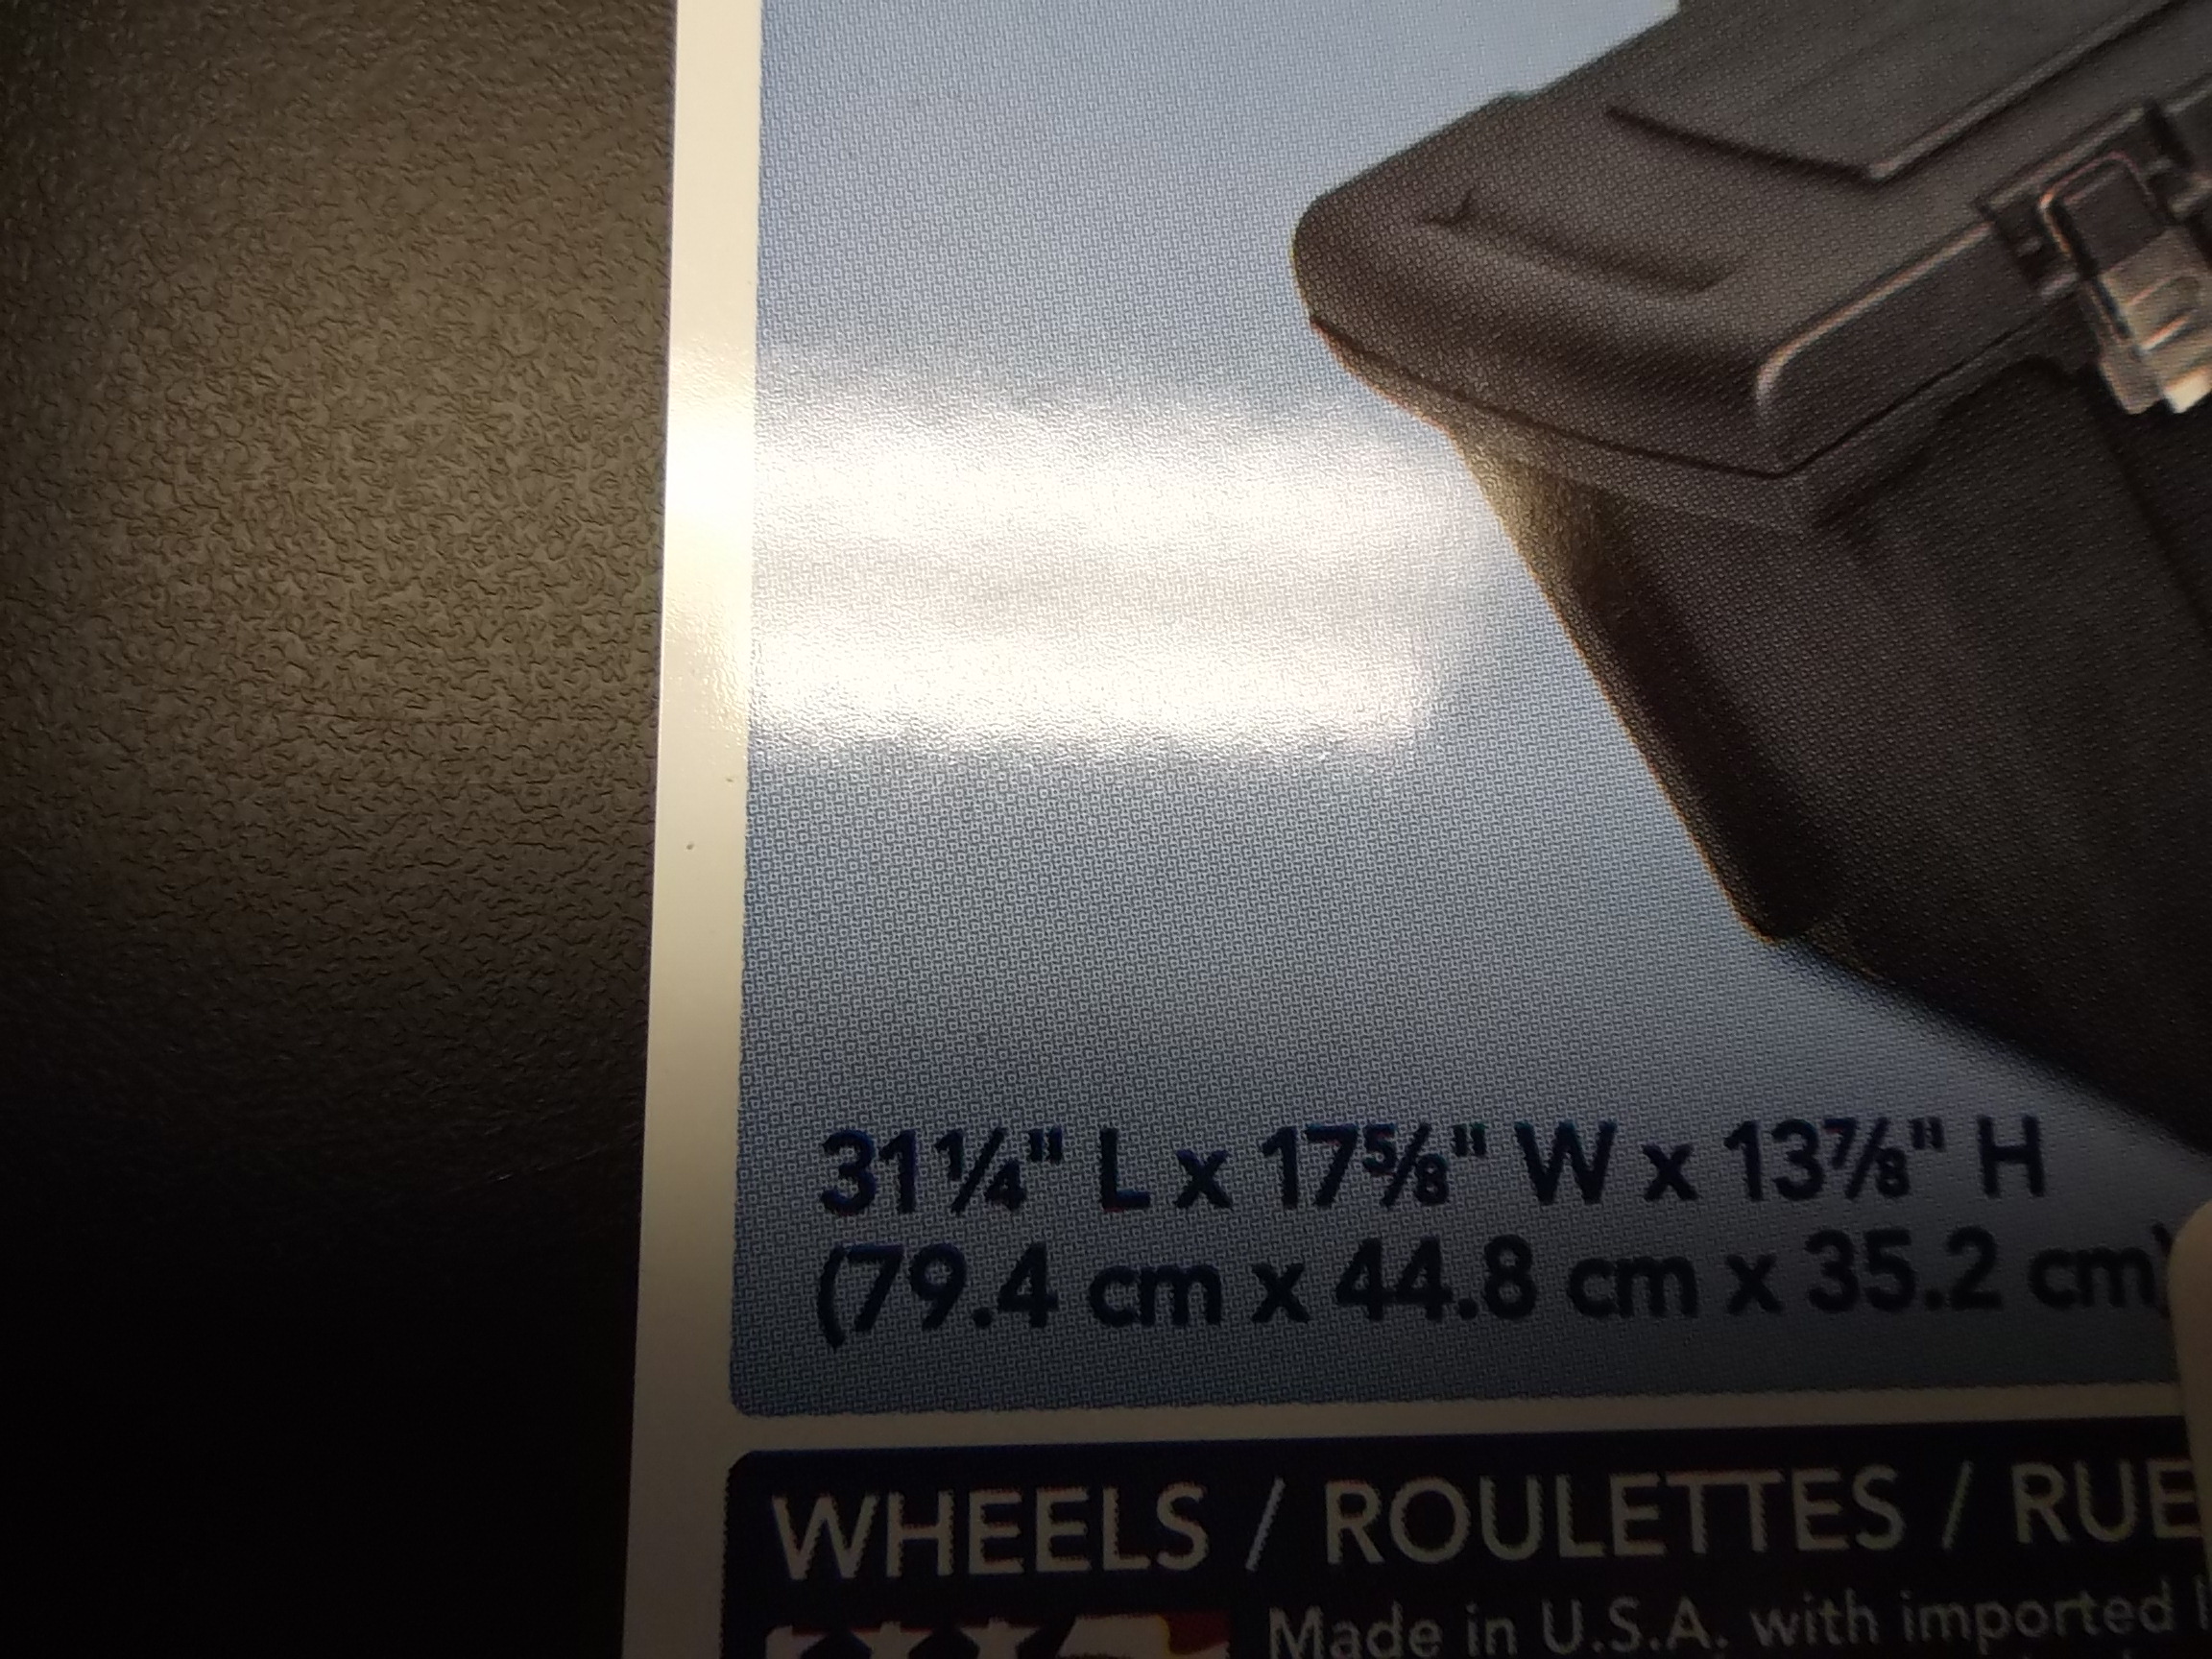 31¼" L x 17⅝" W x 13⅞" H
(79.4 cm x 44.8 cm x 35.2 cm)
WHEELS / ROULETTES /
Made in U.S.A. with imported